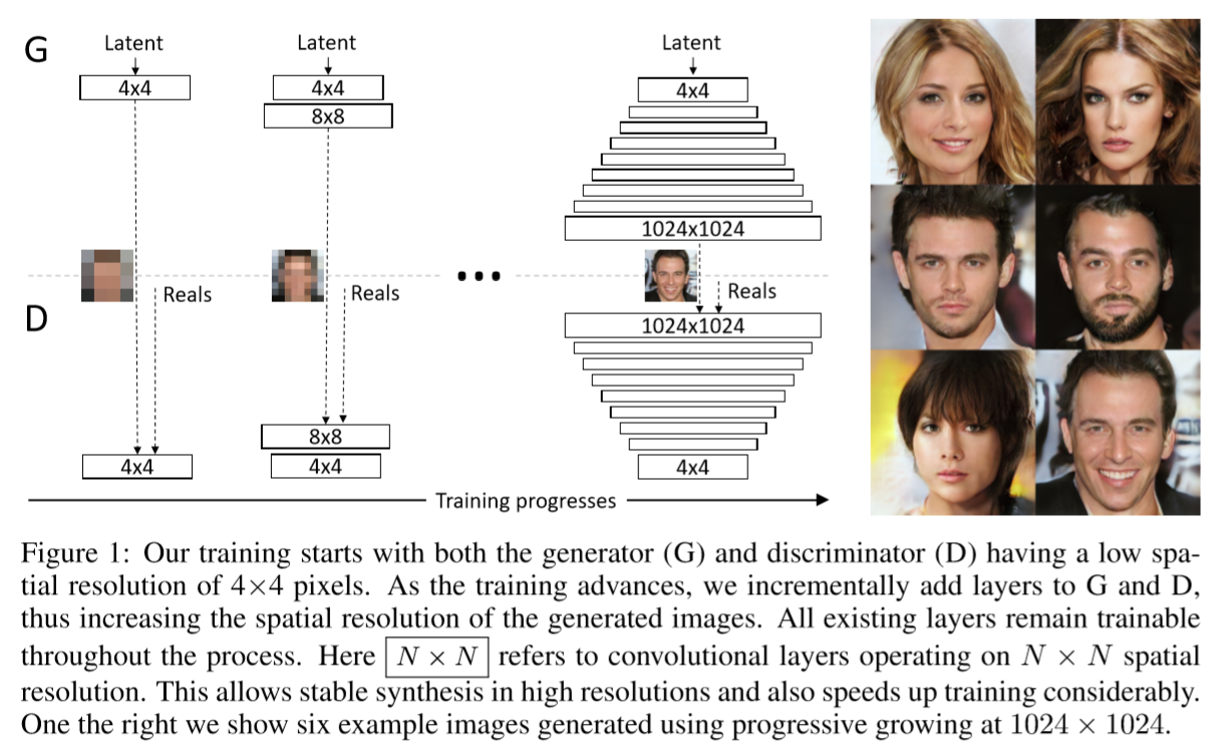 G
Latent
Latent
Latent
4x4
4x4
4x4
8x8
1024x1024
Reals
Reals
Reals
D
1024x1024
8x8
4x4
4x4
4x4
Training progresses
Figure 1: Our training starts with both the generator (G) and discriminator (D) having a low spa-
tial resolution of 4×4 pixels. As the training advances, we incrementally add layers to G and D,
thus increasing the spatial resolution of the generated images. All existing layers remain trainable
throughout the process. Here N × N refers to convolutional layers operating on N × N spatial
resolution. This allows stable synthesis in high resolutions and also speeds up training considerably.
One the right we show six example images generated using progressive growing at 1024 × 1024.